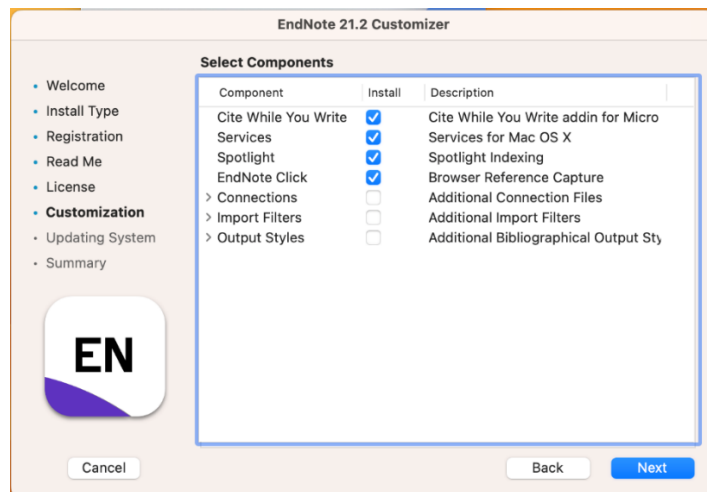 EndNote 21.2 Customizer
Select Components
Welcome
Install Type
Registration
Read Me
License
Customization
Updating System
Summary
EN
Component Install Description
Cite While You Write Cite While You Write addin for Micro
Services Services for Mac OS X
Spotlight Spotlight Indexing
EndNote Click Browser Reference Capture
Connections Additional Connection Files
Import Filters Additional Import Filters
Output Styles Additional Bibliographical Output Sty
Cancel Back Next